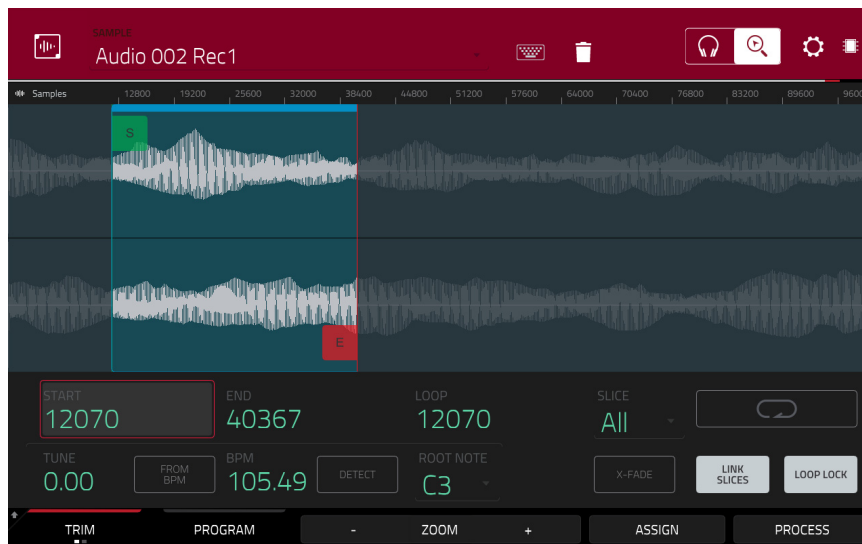 SAMPLE
Audio 002 Rec1
Samples 12800 19200 25600 32000 38400 44800 51200 57600 64000 70400 76800 83200 89600 9600
S
E
START END LOOP SLICE
12070 40367 12070 All
TUNE BPM ROOT NOTE
0.00 FROM BPM 105.49 DETECT C3 X-FADE LINK SLICES LOOP LOCK
TRIM PROGRAM - ZOOM + ASSIGN PROCESS